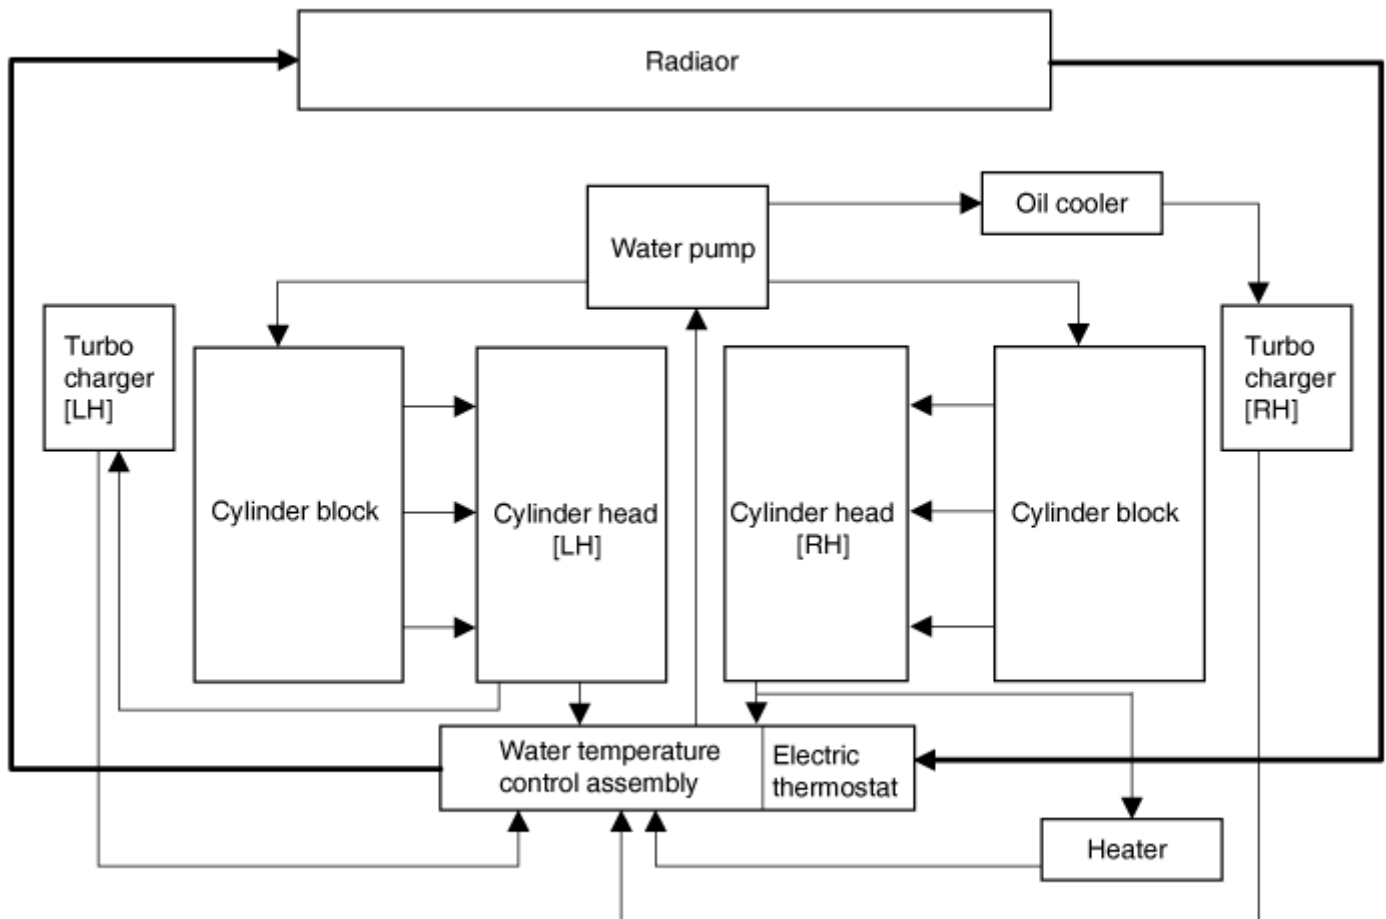 Radiaor
Oil cooler
Water pump
Turbo
charger
[LH]
Turbo
charger
[RH]
Cylinder block
Cylinder head
[LH]
Cylinder head
[RH]
Cylinder block
Water temperature
control assembly
Electric
thermostat
Heater